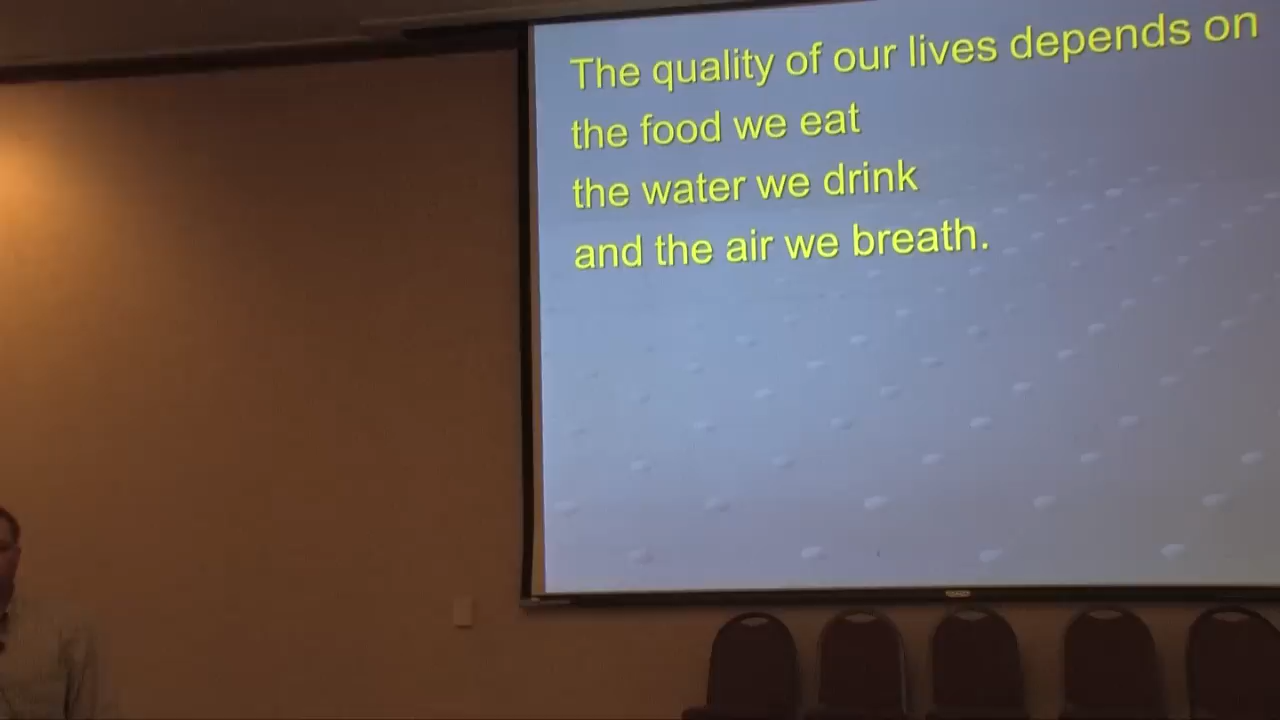 The quality of our lives depends on
the food we eat
the water we drink
and the air we breath.